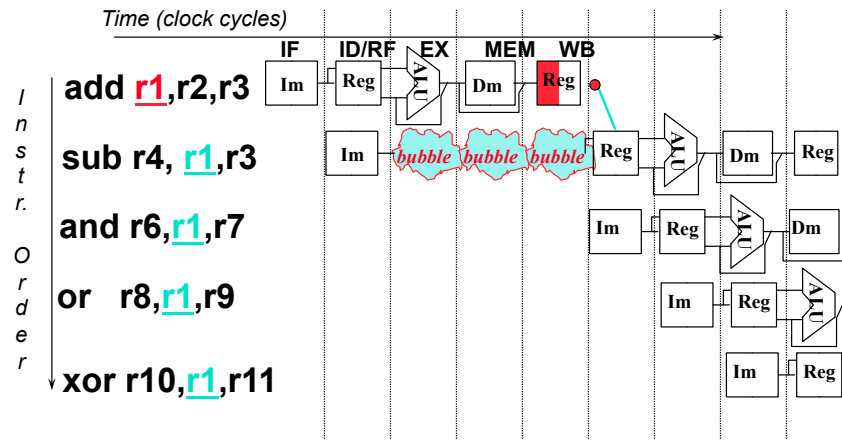 Time (clock cycles)
IF ID/RF EX MEM WB
Instr. Order
add r1,r2,r3 Im Reg ALU Dm Reg
sub r4, r1,r3 Im bubble bubble bubble Reg ALU Dm Reg
and r6,r1,r7 Im Reg ALU Dm
or r8,r1,r9 Im Reg ALU
xor r10,r1,r11 Im Reg